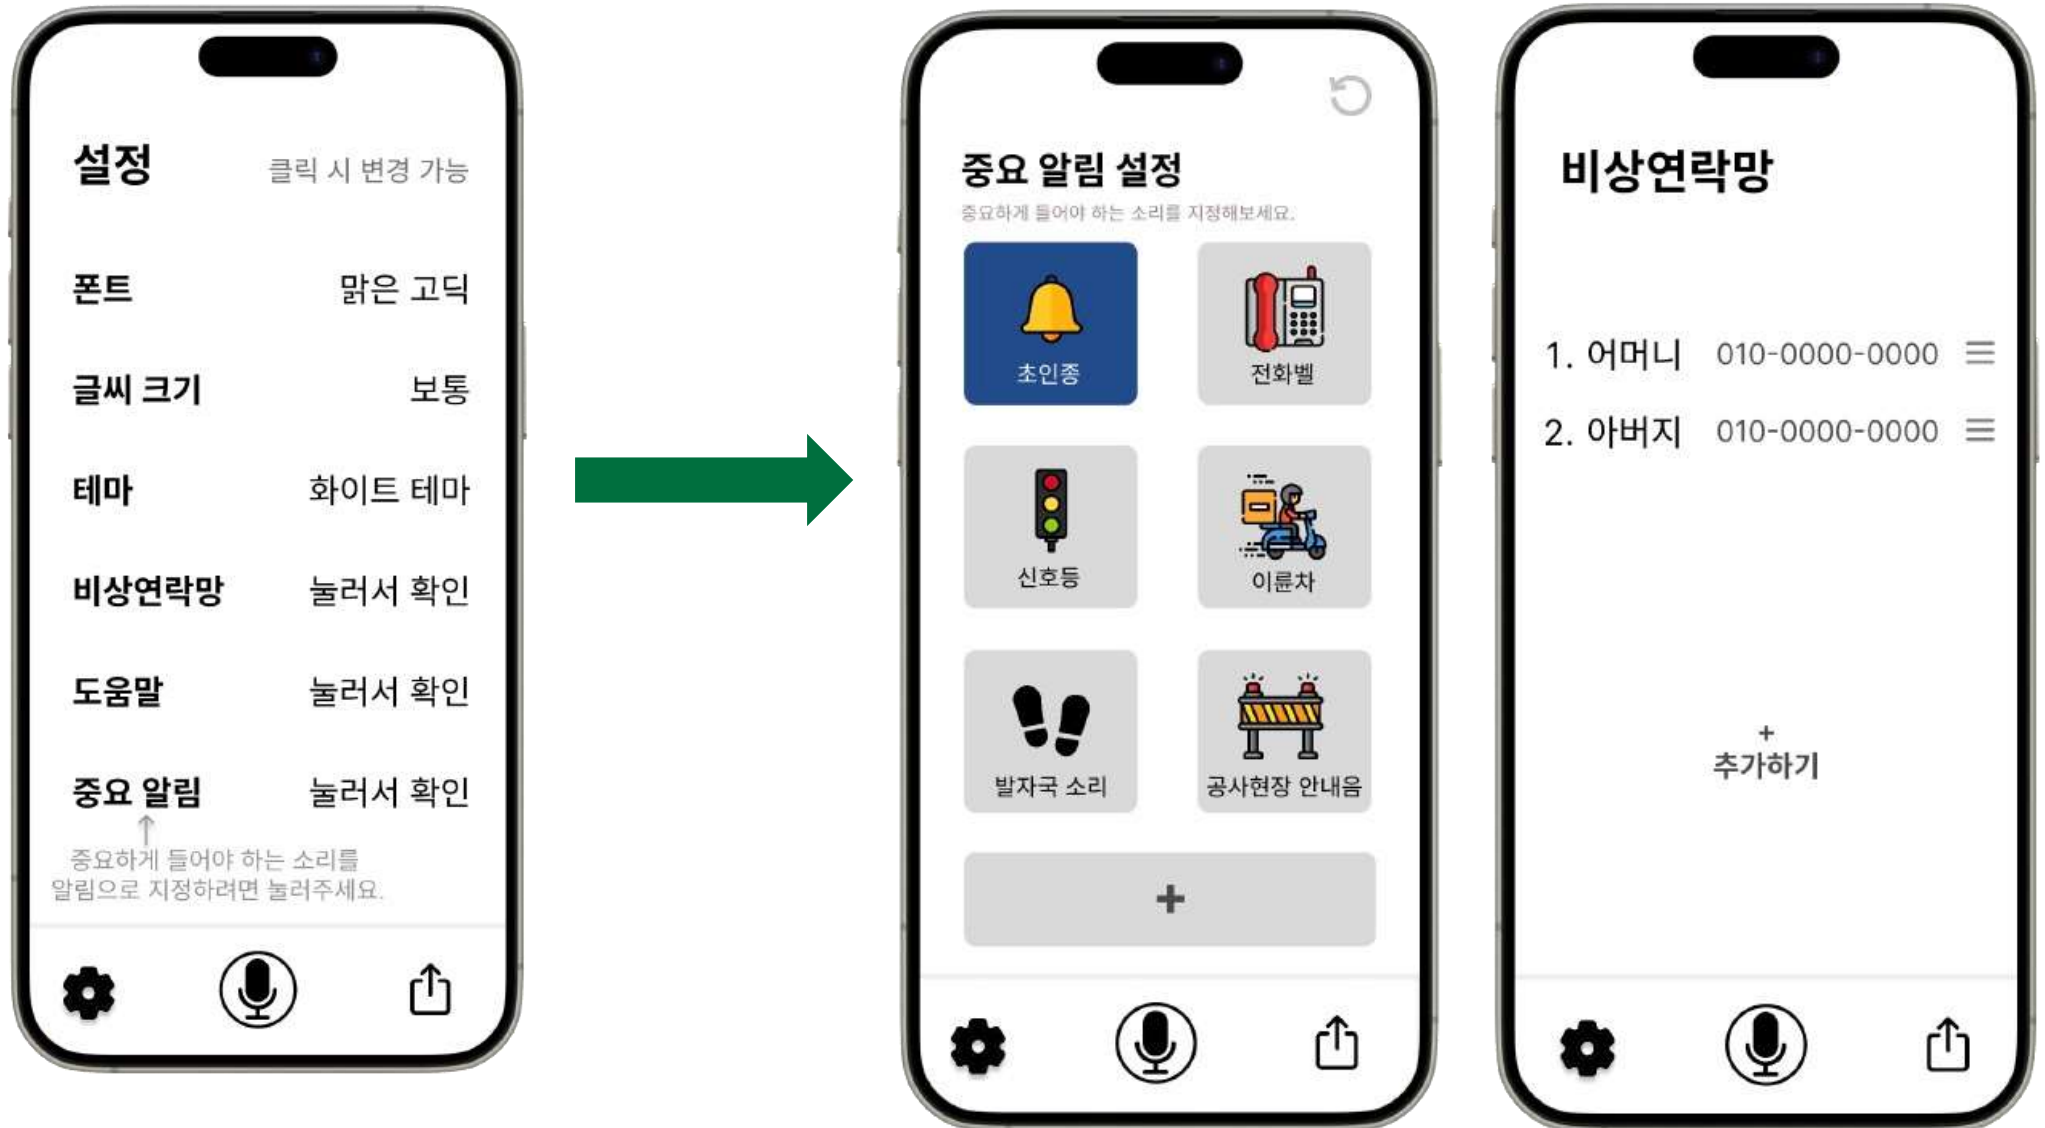 설정
클릭 시 변경 가능
폰트
맑은 고딕
글씨 크기
보통
테마
화이트 테마
비상연락망
눌러서 확인
도움말
눌러서 확인
중요 알림
눌러서 확인
중요하게 들어야 하는 소리를
알림으로 지정하려면 눌러주세요.
중요 알림 설정
중요하게 들어야 하는 소리를 지정해보세요.
초인종
전화벨
신호등
이륜차
발자국 소리
공사현장 안내음
+
비상연락망
1. 어머니 010-0000-0000
2. 아버지 010-0000-0000
+
추가하기